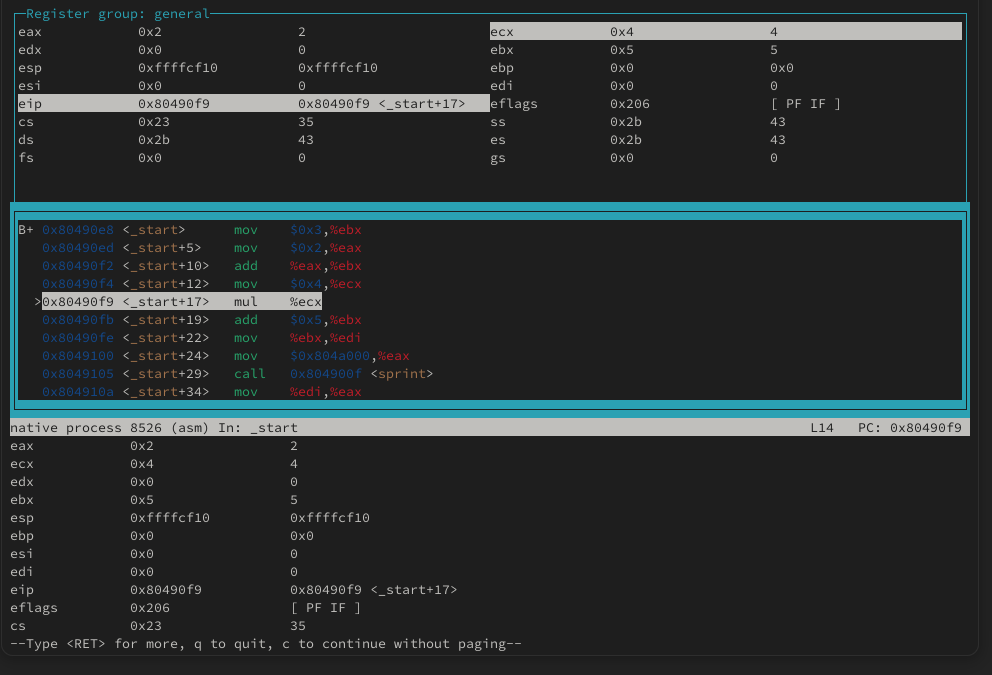 Register group: general
eax 0x2 2 ecx 0x4 4
edx 0x0 0 ebx 0x5 5
esp 0xffffcf10 0xffffcf10 ebp 0x0 0x0
esi 0x0 0 edi 0x0 0
eip 0x80490f9 0x80490f9 <_start+17> eflags 0x206 [ PF IF ]
cs 0x23 35 ss 0x2b 43
ds 0x2b 43 es 0x2b 43
fs 0x0 0 gs 0x0 0
B+ 0x80490e8 <_start> mov $0x3,%ebx
0x80490ed <_start+5> mov $0x2,%eax
0x80490f2 <_start+10> add %eax,%ebx
0x80490f4 <_start+12> mov $0x4,%ecx
>0x80490f9 <_start+17> mul %ecx
0x80490fb <_start+19> add $0x5,%ebx
0x80490fe <_start+22> mov %ebx,%edi
0x8049100 <_start+24> mov $0x804a000,%eax
0x8049105 <_start+29> call 0x804900f <sprint>
0x804910a <_start+34> mov %edi,%eax
native process 8526 (asm) In: _start L14 PC: 0x80490f9
eax 0x2 2
ecx 0x4 4
edx 0x0 0
ebx 0x5 5
esp 0xffffcf10 0xffffcf10
ebp 0x0 0x0
esi 0x0 0
edi 0x0 0
eip 0x80490f9 0x80490f9 <_start+17>
eflags 0x206 [ PF IF ]
cs 0x23 35
--Type <RET> for more, q to quit, c to continue without paging--